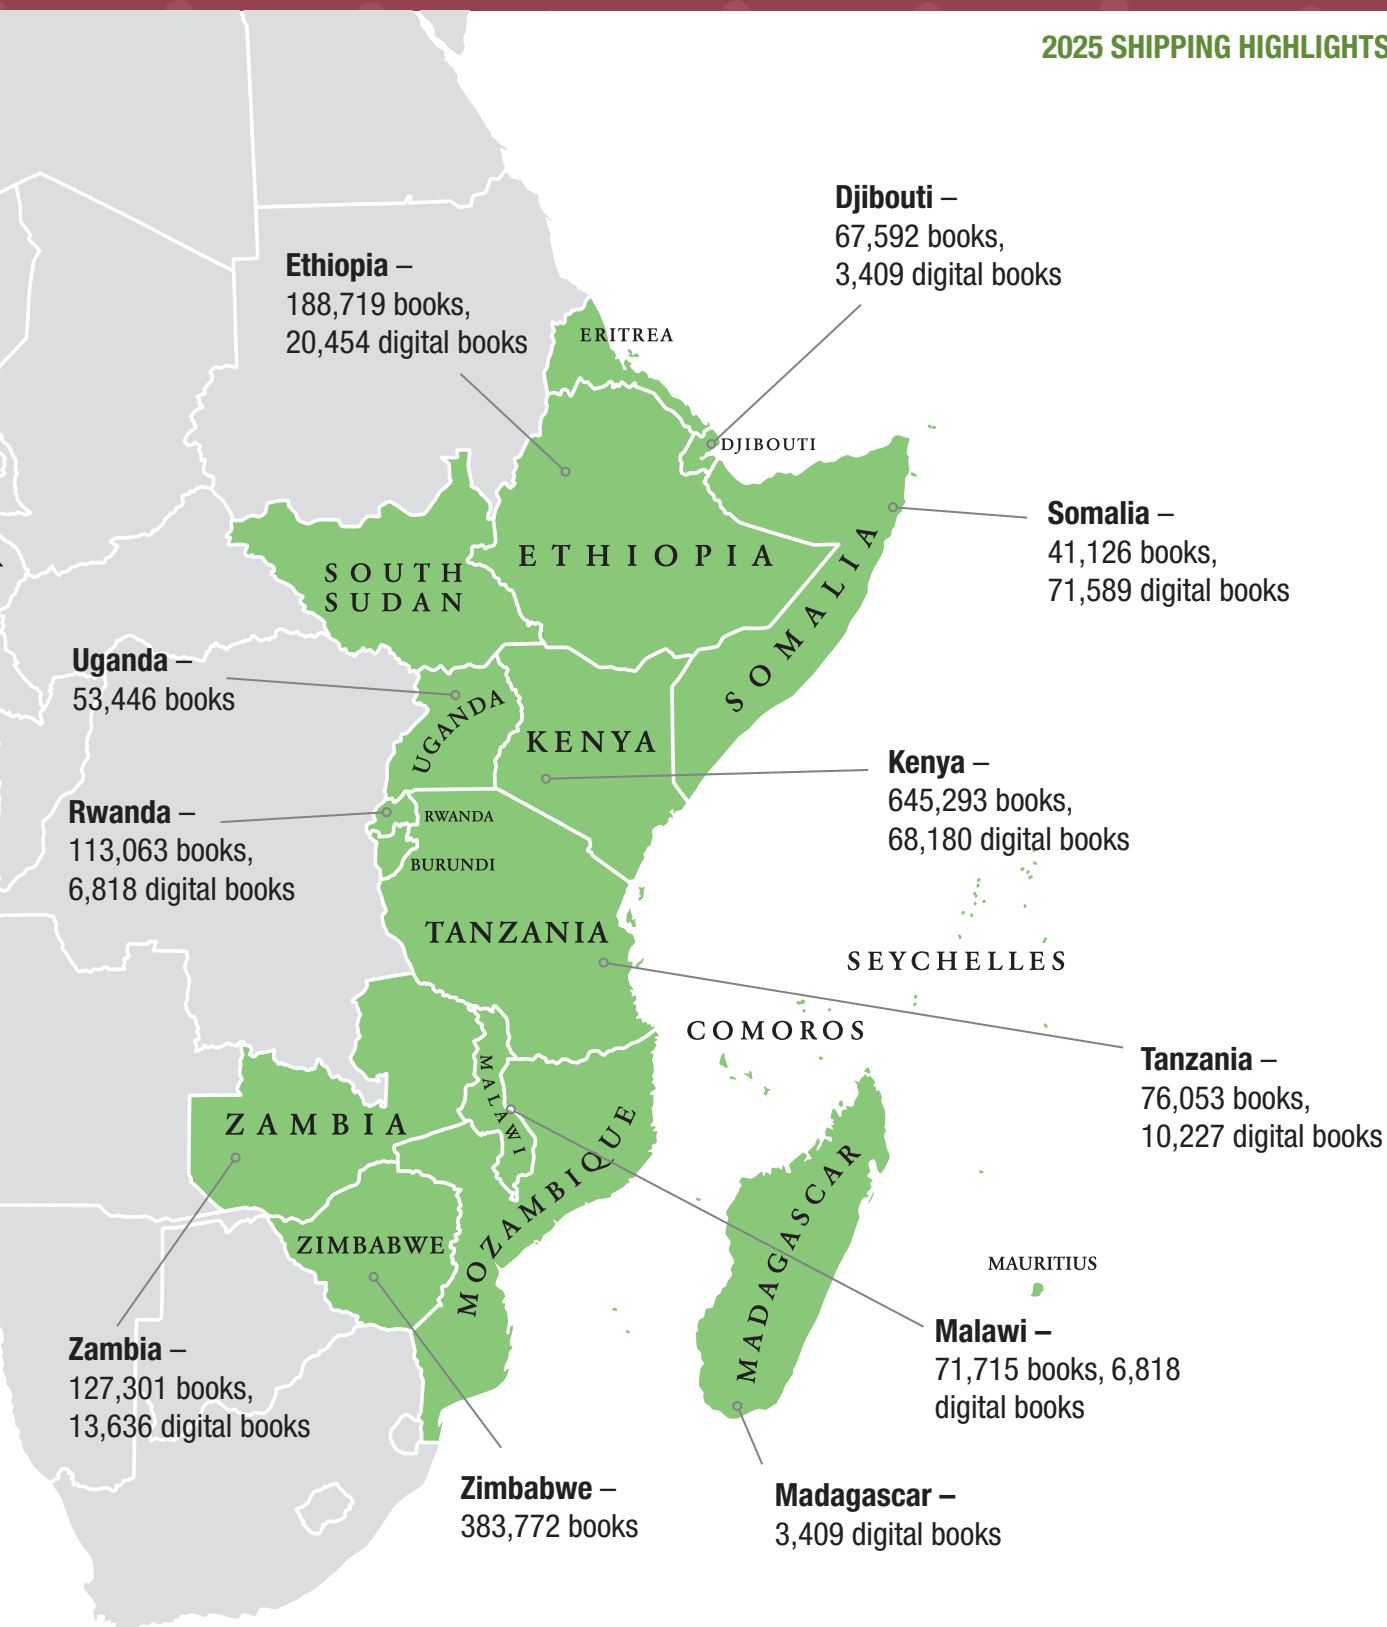 2025 SHIPPING HIGHLIGHTS
Djibouti –
67,592 books,
3,409 digital books
Ethiopia –
188,719 books,
20,454 digital books
ERITREA
DJIBOUTI
Somalia –
41,126 books,
71,589 digital books
ETHIOPIA
SOUTH
SUDAN
SOMALIA
Uganda –
53,446 books
UGANDA
KENYA
Kenya –
645,293 books,
68,180 digital books
Rwanda –
113,063 books,
6,818 digital books
RWANDA
BURUNDI
TANZANIA
SEYCHELLES
COMOROS
Tanzania –
76,053 books,
10,227 digital books
MALAWI
ZAMBIA
MOZAMBIQUE
MADAGASCAR
ZIMBABWE
MAURITIUS
Malawi –
71,715 books, 6,818
digital books
Zambia –
127,301 books,
13,636 digital books
Zimbabwe –
383,772 books
Madagascar –
3,409 digital books